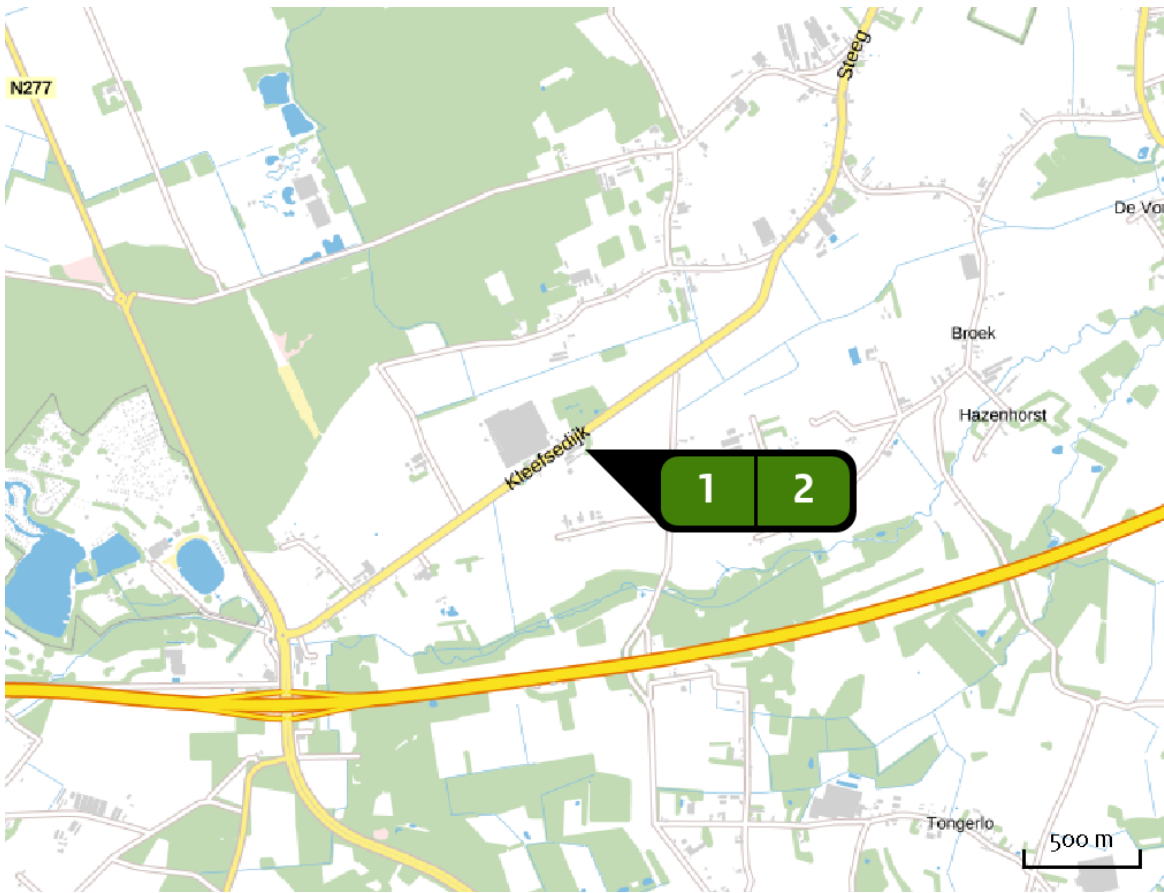 Steeg
N277
De Vo
Broek
Hazenhorst
Kleefsedijk
1 2
Tongerlo
500 m